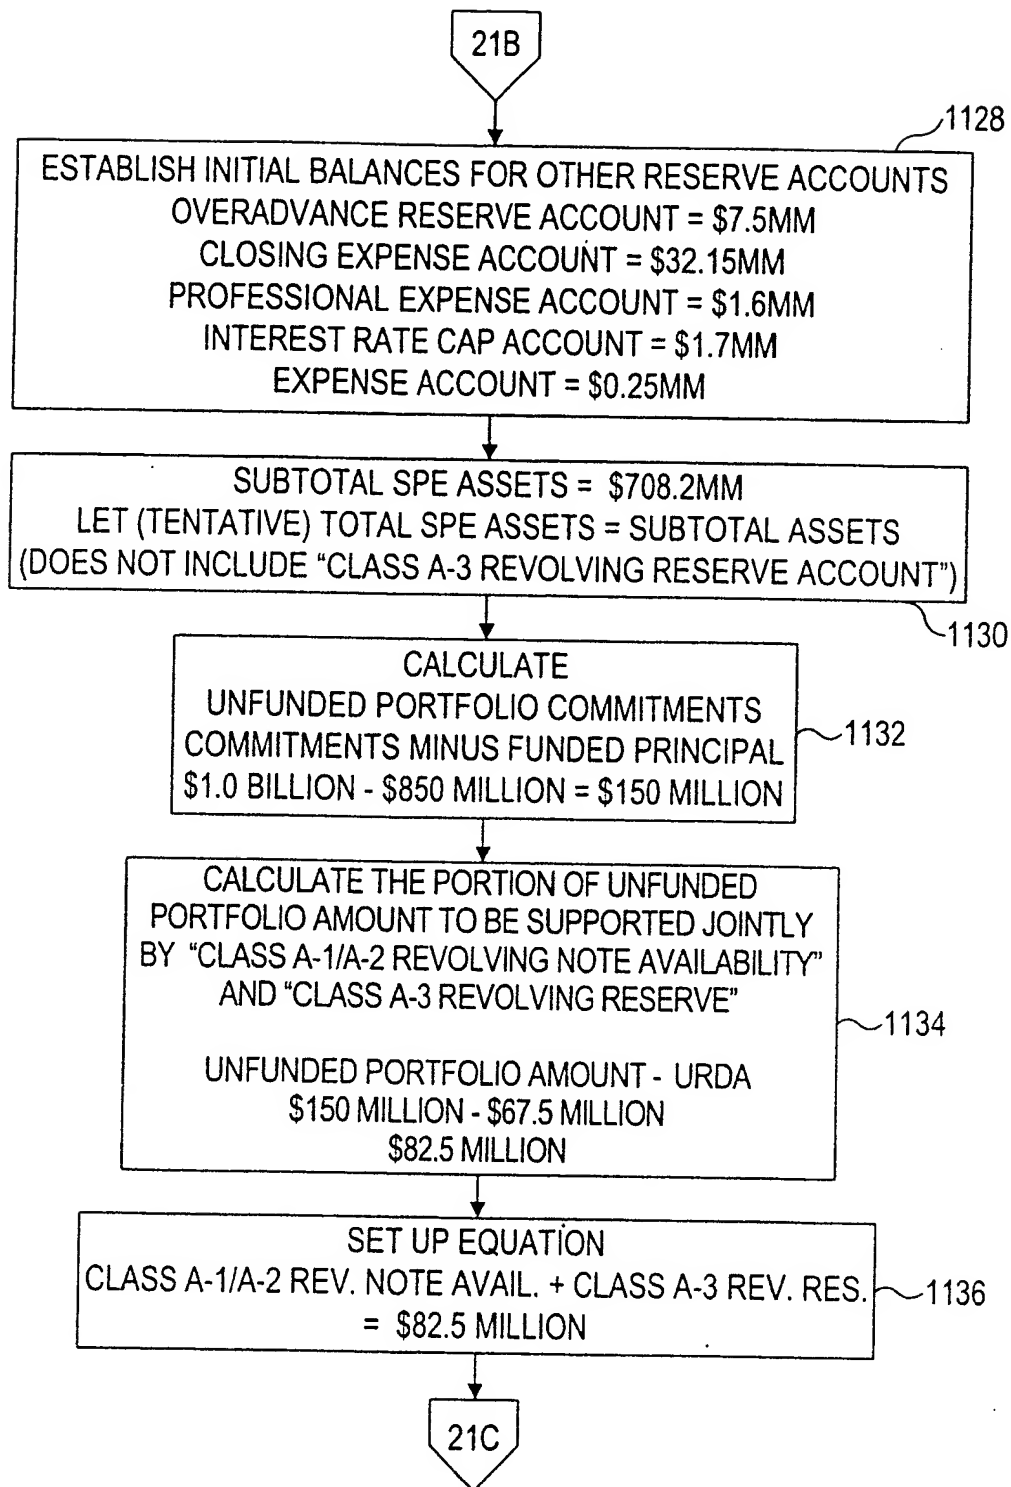 21B
1128
ESTABLISH INITIAL BALANCES FOR OTHER RESERVE ACCOUNTS
OVERADVANCE RESERVE ACCOUNT = $7.5MM
CLOSING EXPENSE ACCOUNT = $32.15MM
PROFESSIONAL EXPENSE ACCOUNT = $1.6MM
INTEREST RATE CAP ACCOUNT = $1.7MM
EXPENSE ACCOUNT = $0.25MM
SUBTOTAL SPE ASSETS = $708.2MM
LET (TENTATIVE) TOTAL SPE ASSETS = SUBTOTAL ASSETS
(DOES NOT INCLUDE “CLASS A-3 REVOLVING RESERVE ACCOUNT”)
1130
CALCULATE
UNFUNDED PORTFOLIO COMMITMENTS
COMMITMENTS MINUS FUNDED PRINCIPAL
$1.0 BILLION - $850 MILLION = $150 MILLION
1132
CALCULATE THE PORTION OF UNFUNDED
PORTFOLIO AMOUNT TO BE SUPPORTED JOINTLY
BY “CLASS A-1/A-2 REVOLVING NOTE AVAILABILITY”
AND “CLASS A-3 REVOLVING RESERVE”
1134
UNFUNDED PORTFOLIO AMOUNT - URDA
$150 MILLION - $67.5 MILLION
$82.5 MILLION
SET UP EQUATION
CLASS A-1/A-2 REV. NOTE AVAIL. + CLASS A-3 REV. RES.
= $82.5 MILLION
1136
21C